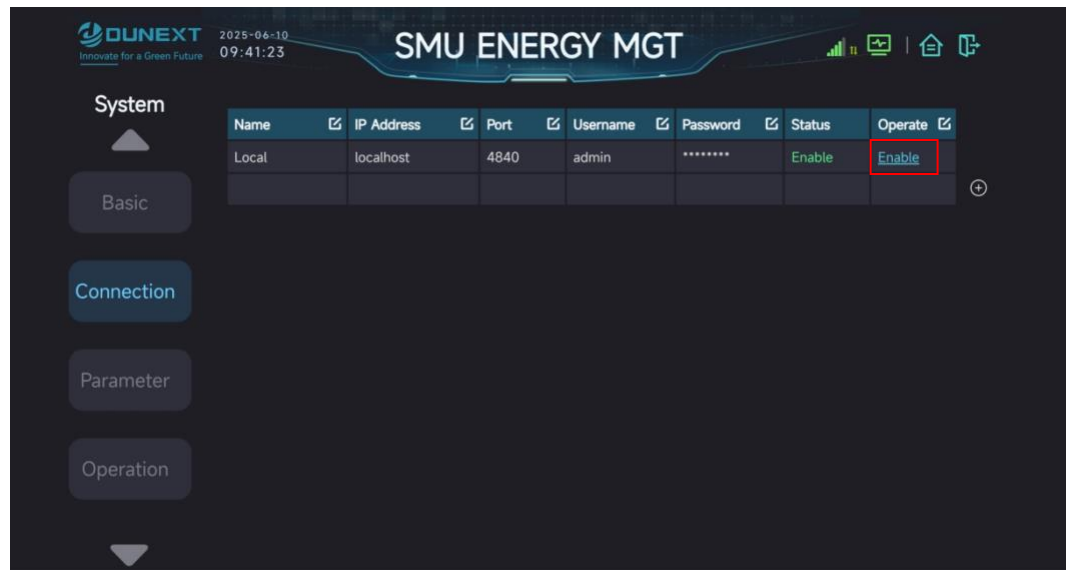 DUNEXT
Innovate for a Green Future
2025-06-10
09:41:23
SMU ENERGY MGT
System
Name IP Address Port Username Password Status Operate
Local localhost 4840 admin ******** Enable Enable
Basic
Connection
Parameter
Operation